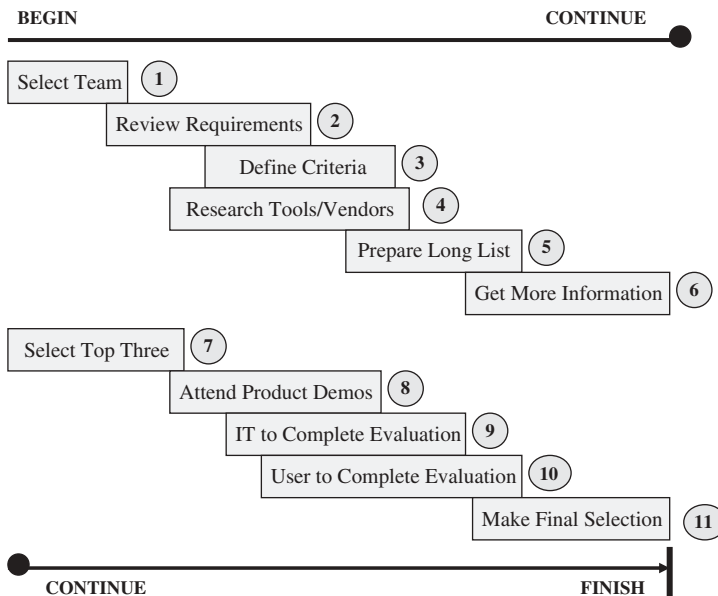 BEGIN CONTINUE
Select Team 1
Review Requirements 2
Define Criteria 3
Research Tools/Vendors 4
Prepare Long List 5
Get More Information 6
Select Top Three 7
Attend Product Demos 8
IT to Complete Evaluation 9
User to Complete Evaluation 10
Make Final Selection 11
CONTINUE FINISH